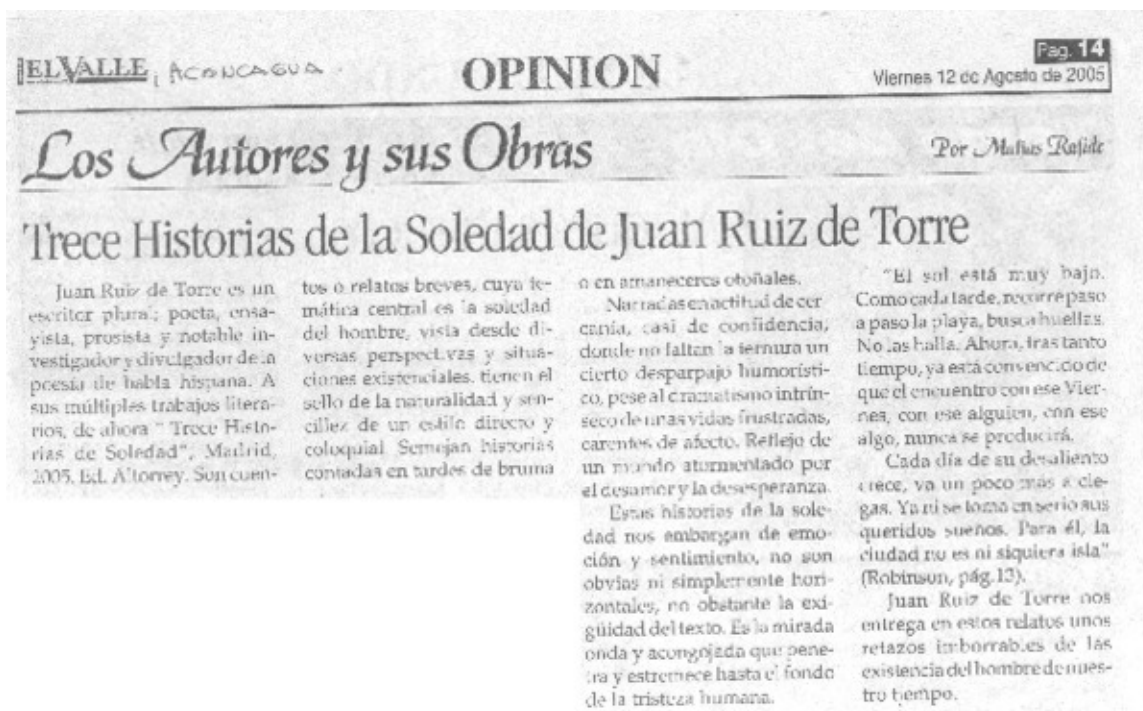 EL VALLE, ACONCAGUA
OPINION
Pag. 14
Viernes 12 de Agosto de 2005
Los Autores y sus Obras
Por Matías Rafide
Trece Historias de la Soledad de Juan Ruiz de Torre
Juan Ruiz de Torre es un
escritor plural; poeta, ensa-
yista, prosista y notable in-
vestigador y divulgador de la
poesía de habla hispana. A
sus múltiples trabajos litera-
rios, de ahora " Trece Histo-
rias de Soledad", Madrid,
2005, Ed. Altorrey. Son cuen-
tos o relatos breves, cuya te-
mática central es la soledad
del hombre, vista desde di-
versas perspectivas y situa-
ciones existenciales. tienen el
sello de la naturalidad y sen-
cillez de un estilo directo y
coloquial. Semejan historias
contadas en tardes de bruma
o en amaneceres otoñales.
Narradas en actitud de cer
canía, casi de confidencia,
donde no faltan la ternura un
cierto desparpajo humorísti-
co, pese al dramatismo intrín-
seco de unas vidas frustradas,
carentes de afecto. Reflejo de
un mundo atormentado por
el desamor y la desesperanza.
Estas historias de la sole-
dad nos embargan de emo-
ción y sentimiento, no son
obvias ni simplemente hori-
zontales, no obstante la exi-
güidad del texto. Es la mirada
onda y acongojada que pene-
tra y estremece hasta el fondo
de la tristeza humana.
"El sol está muy bajo.
Como cada tarde, recorre paso
a paso la playa, busca huellas.
No las halla. Ahora, tras tanto
tiempo, ya está convencido de
que el encuentro con ese Vier-
nes, con ese alguien, con ese
algo, nunca se producirá.
Cada día de su desaliento
crece, va un poco más a cie-
gas. Ya ni se toma en serio sus
queridos sueños. Para él, la
ciudad no es ni siquiera isla"
(Robinson, pág.13).
Juan Ruiz de Torre nos
entrega en estos relatos unos
retazos imborrables de las
existencia del hombre de nues-
tro tiempo.